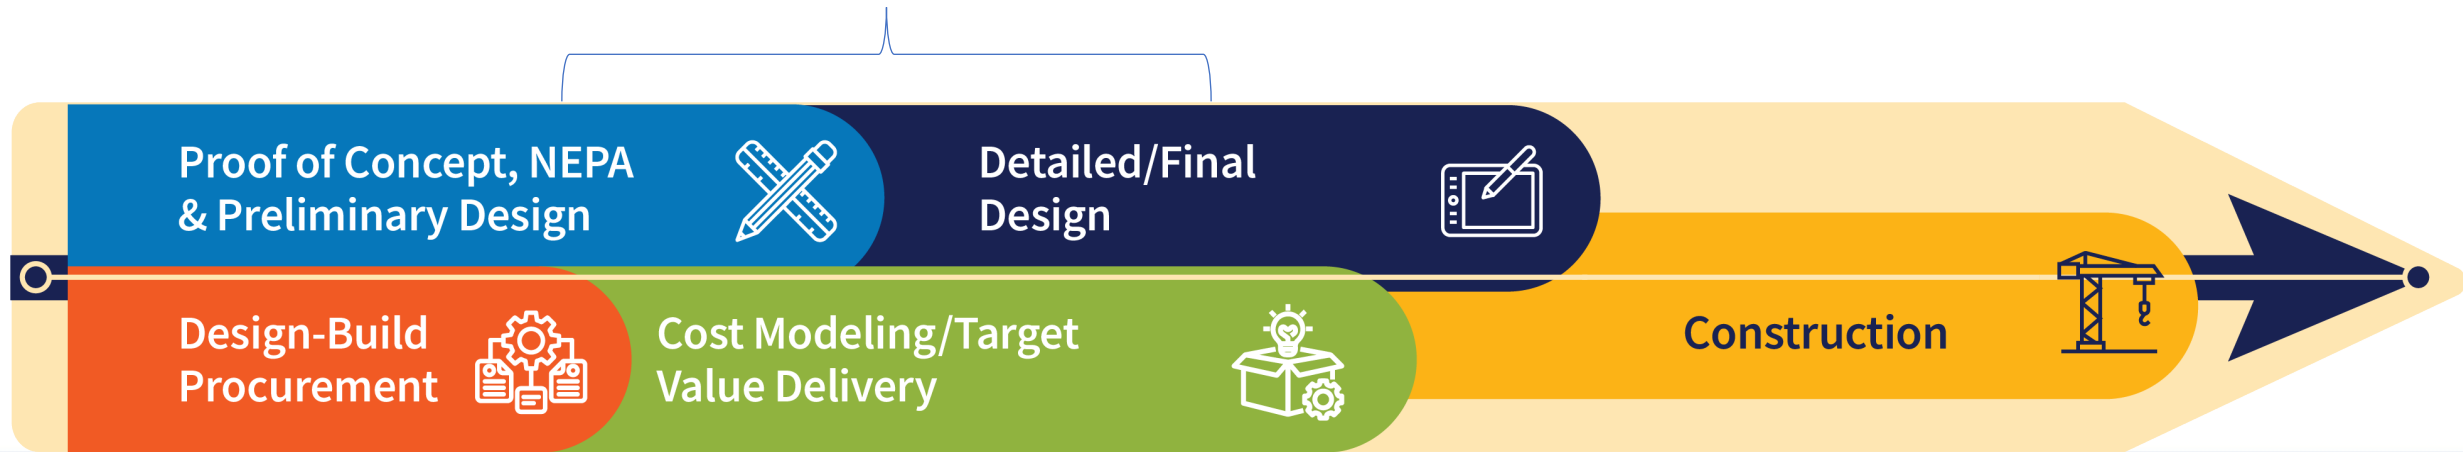 Proof of Concept, NEPA
& Preliminary Design
Detailed/Final
Design
Design-Build
Procurement
Cost Modeling/Target
Value Delivery
Construction